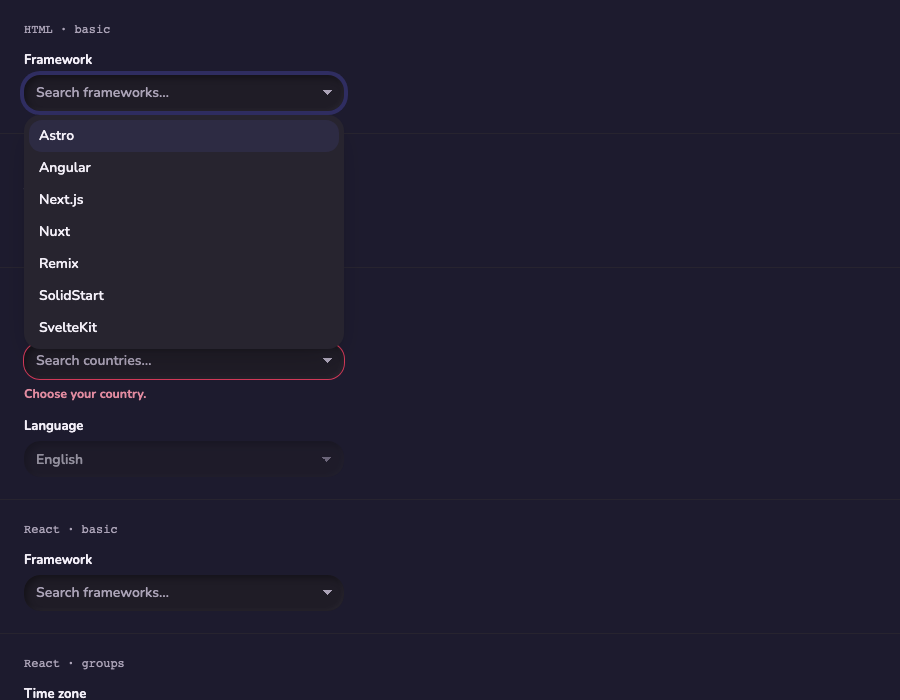 HTML · basic
Framework
Search frameworks...
Astro
Angular
Next.js
Nuxt
Remix
SolidStart
SvelteKit
Search countries...
Choose your country.
Language
English
React · basic
Framework
Search frameworks...
React · groups
Time zone